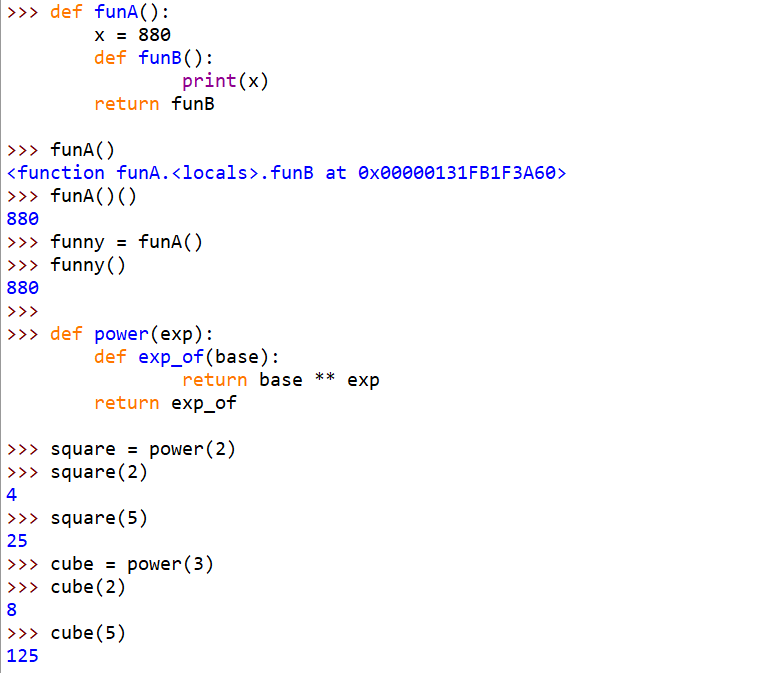 >>> def funA():
        x = 880
        def funB():
                print(x)
        return funB

>>> funA()
<function funA.<locals>.funB at 0x00000131FB1F3A60>
>>> funA()()
880
>>> funny = funA()
>>> funny()
880
>>>
>>> def power(exp):
        def exp_of(base):
                return base ** exp
        return exp_of

>>> square = power(2)
>>> square(2)
4
>>> square(5)
25
>>> cube = power(3)
>>> cube(2)
8
>>> cube(5)
125